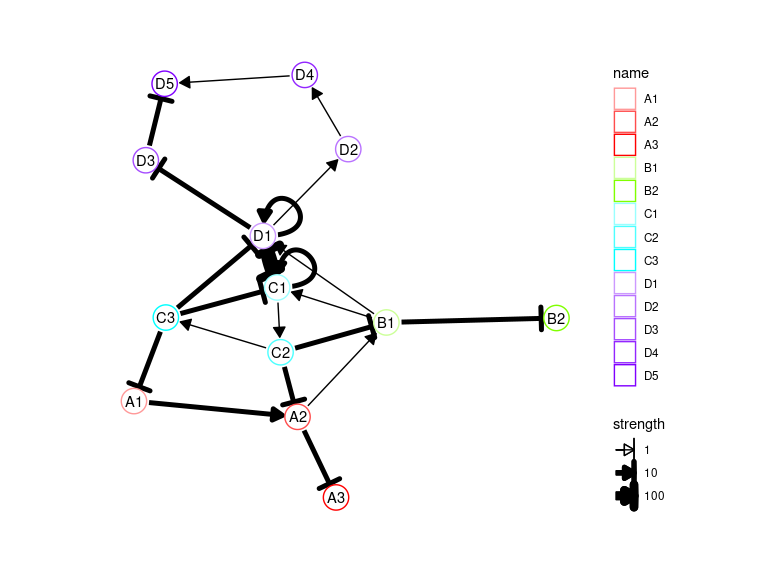 D5
D4
D2
D3
D1
C1
C3
B1
B2
C2
A1
A2
A3
name
A1
A2
A3
B1
B2
C1
C2
C3
D1
D2
D3
D4
D5
strength
1
10
100